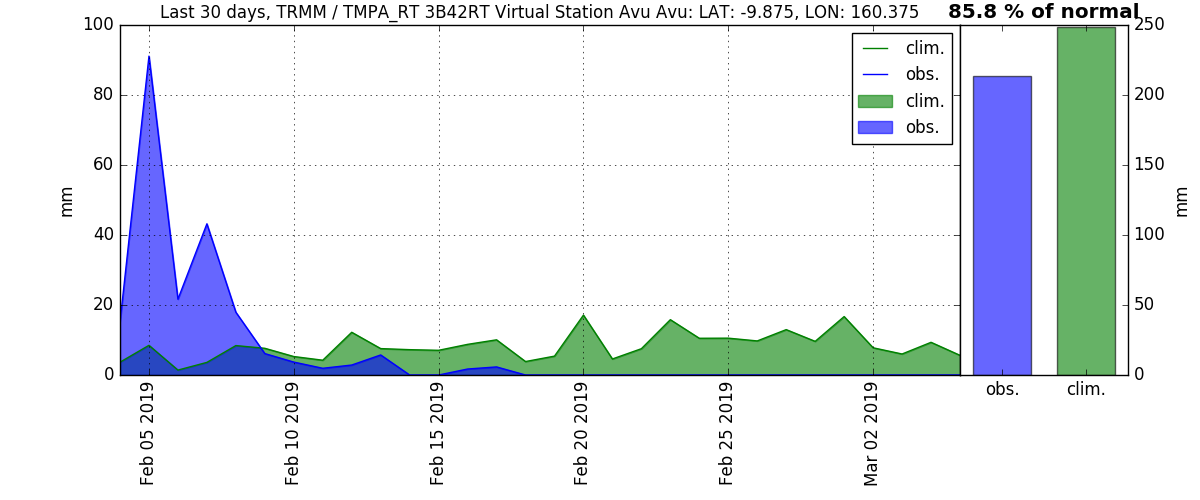 Last 30 days, TRMM / TMPA_RT 3B42RT Virtual Station Avu Avu: LAT: -9.875, LON: 160.375
85.8 % of normal
100
80
60
40
20
0
mm
clim.
obs.
clim.
obs.
250
200
150
100
50
0
mm
Feb 05 2019
Feb 10 2019
Feb 15 2019
Feb 20 2019
Feb 25 2019
Mar 02 2019
obs.
clim.